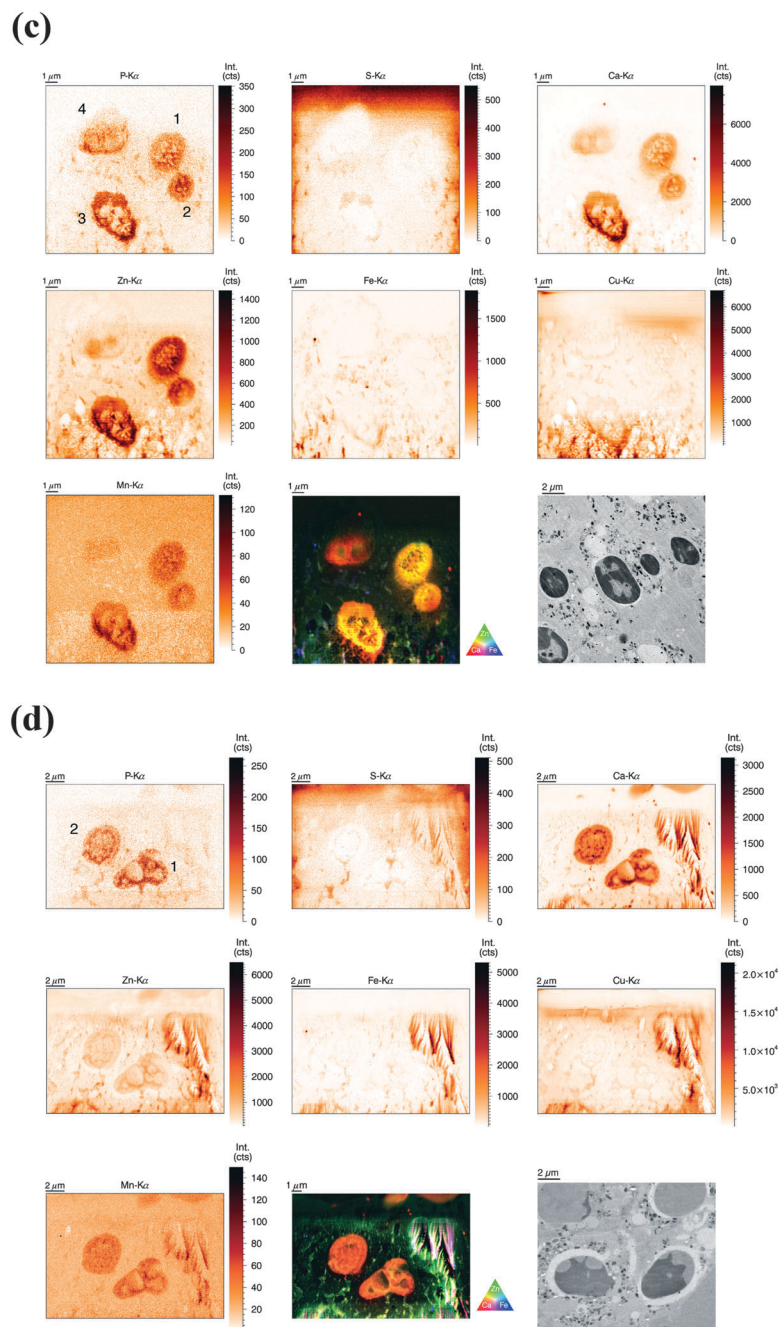 (c)
Int.
(cts)
1 μm P-Kα
350
300
250
200
150
100
50
0
4
1
3
2
Int.
(cts)
1 μm S-Kα
500
400
300
200
100
0
Int.
(cts)
1 μm Ca-Kα
6000
4000
2000
0
Int.
(cts)
1 μm Zn-Kα
1400
1200
1000
800
600
400
200
Int.
(cts)
1 μm Fe-Kα
1500
1000
500
Int.
(cts)
1 μm Cu-Kα
6000
5000
4000
3000
2000
1000
Int.
(cts)
1 μm Mn-Kα
120
100
80
60
40
20
0
1 μm
Zn
Ca Fe
2 μm
(d)
Int.
(cts)
2 μm P-Kα
250
200
150
100
50
0
2
1
Int.
(cts)
2 μm S-Kα
500
400
300
200
100
0
Int.
(cts)
2 μm Ca-Kα
3000
2500
2000
1500
1000
500
0
Int.
(cts)
2 μm Zn-Kα
6000
5000
4000
3000
2000
1000
Int.
(cts)
2 μm Fe-Kα
5000
4000
3000
2000
1000
Int.
(cts)
2 μm Cu-Kα
2.0×10⁴
1.5×10⁴
1.0×10⁴
5.0×10³
Int.
(cts)
2 μm Mn-Kα
140
120
100
80
60
40
20
0
1 μm
Zn
Ca Fe
2 μm